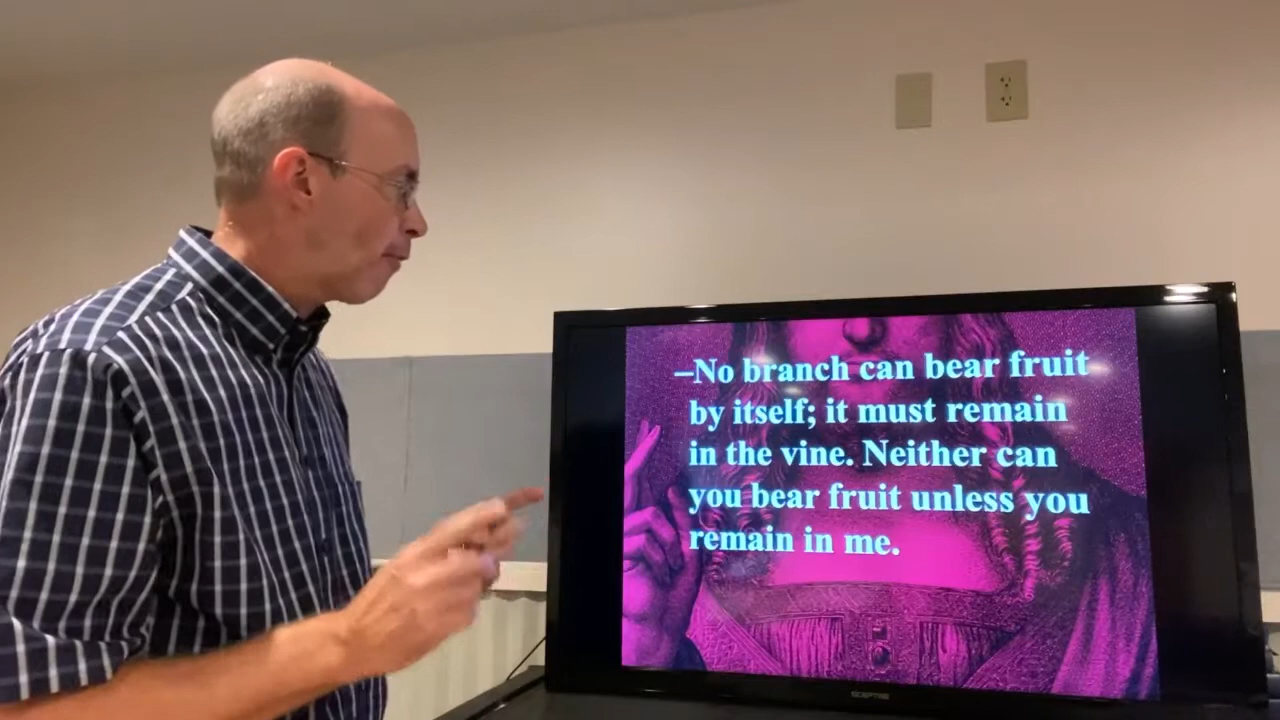 –No branch can bear fruit
by itself; it must remain
in the vine. Neither can
you bear fruit unless you
remain in me.
SCEPTRE